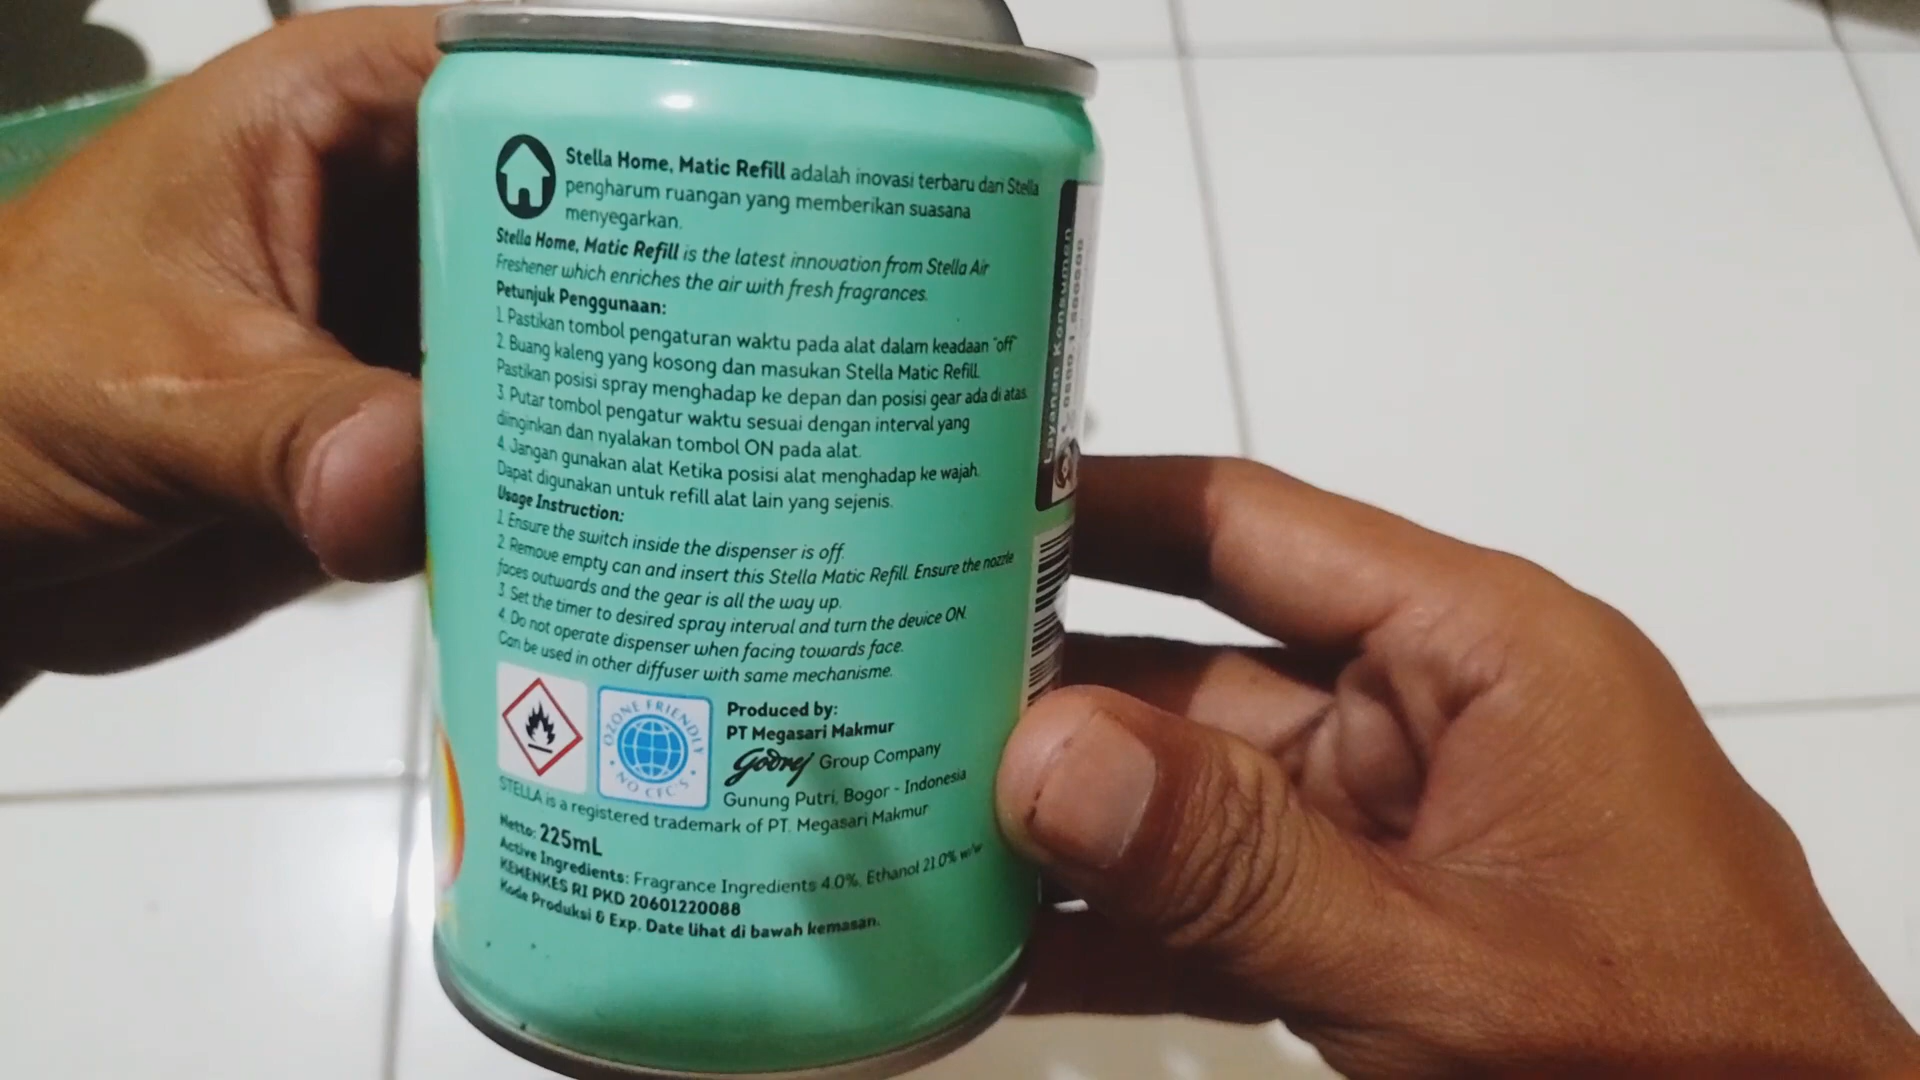 Stella Home, Matic Refill adalah inovasi terbaru dari Stella
pengharum ruangan yang memberikan suasana
menyegarkan.
Stella Home, Matic Refill is the latest innovation from Stella Air
Freshener which enriches the air with fresh fragrances.
Petunjuk Penggunaan:
1. Pastikan tombol pengaturan waktu pada alat dalam keadaan "off"
2. Buang kaleng yang kosong dan masukan Stella Matic Refill.
Pastikan posisi spray menghadap ke depan dan posisi gear ada di atas.
3. Putar tombol pengatur waktu sesuai dengan interval yang
diinginkan dan nyalakan tombol ON pada alat.
4. Jangan gunakan alat Ketika posisi alat menghadap ke wajah.
Dapat digunakan untuk refill alat lain yang sejenis.
Usage Instruction:
1. Ensure the switch inside the dispenser is off.
2. Remove empty can and insert this Stella Matic Refill. Ensure the nozzle
faces outwards and the gear is all the way up.
3. Set the timer to desired spray interval and turn the device ON.
4. Do not operate dispenser when facing towards face.
Can be used in other diffuser with same mechanisme.
OZONE FRIENDLY
• NO CFC'S •
Produced by:
PT Megasari Makmur
Godrej Group Company
Gunung Putri, Bogor - Indonesia
STELLA is a registered trademark of PT. Megasari Makmur
Netto: 225mL
Active Ingredients: Fragrance Ingredients 4.0%, Ethanol 21.0% w/w
KEMENKES RI PKD 20601220088
Kode Produksi & Exp. Date lihat di bawah kemasan.
Layanan Konsumen